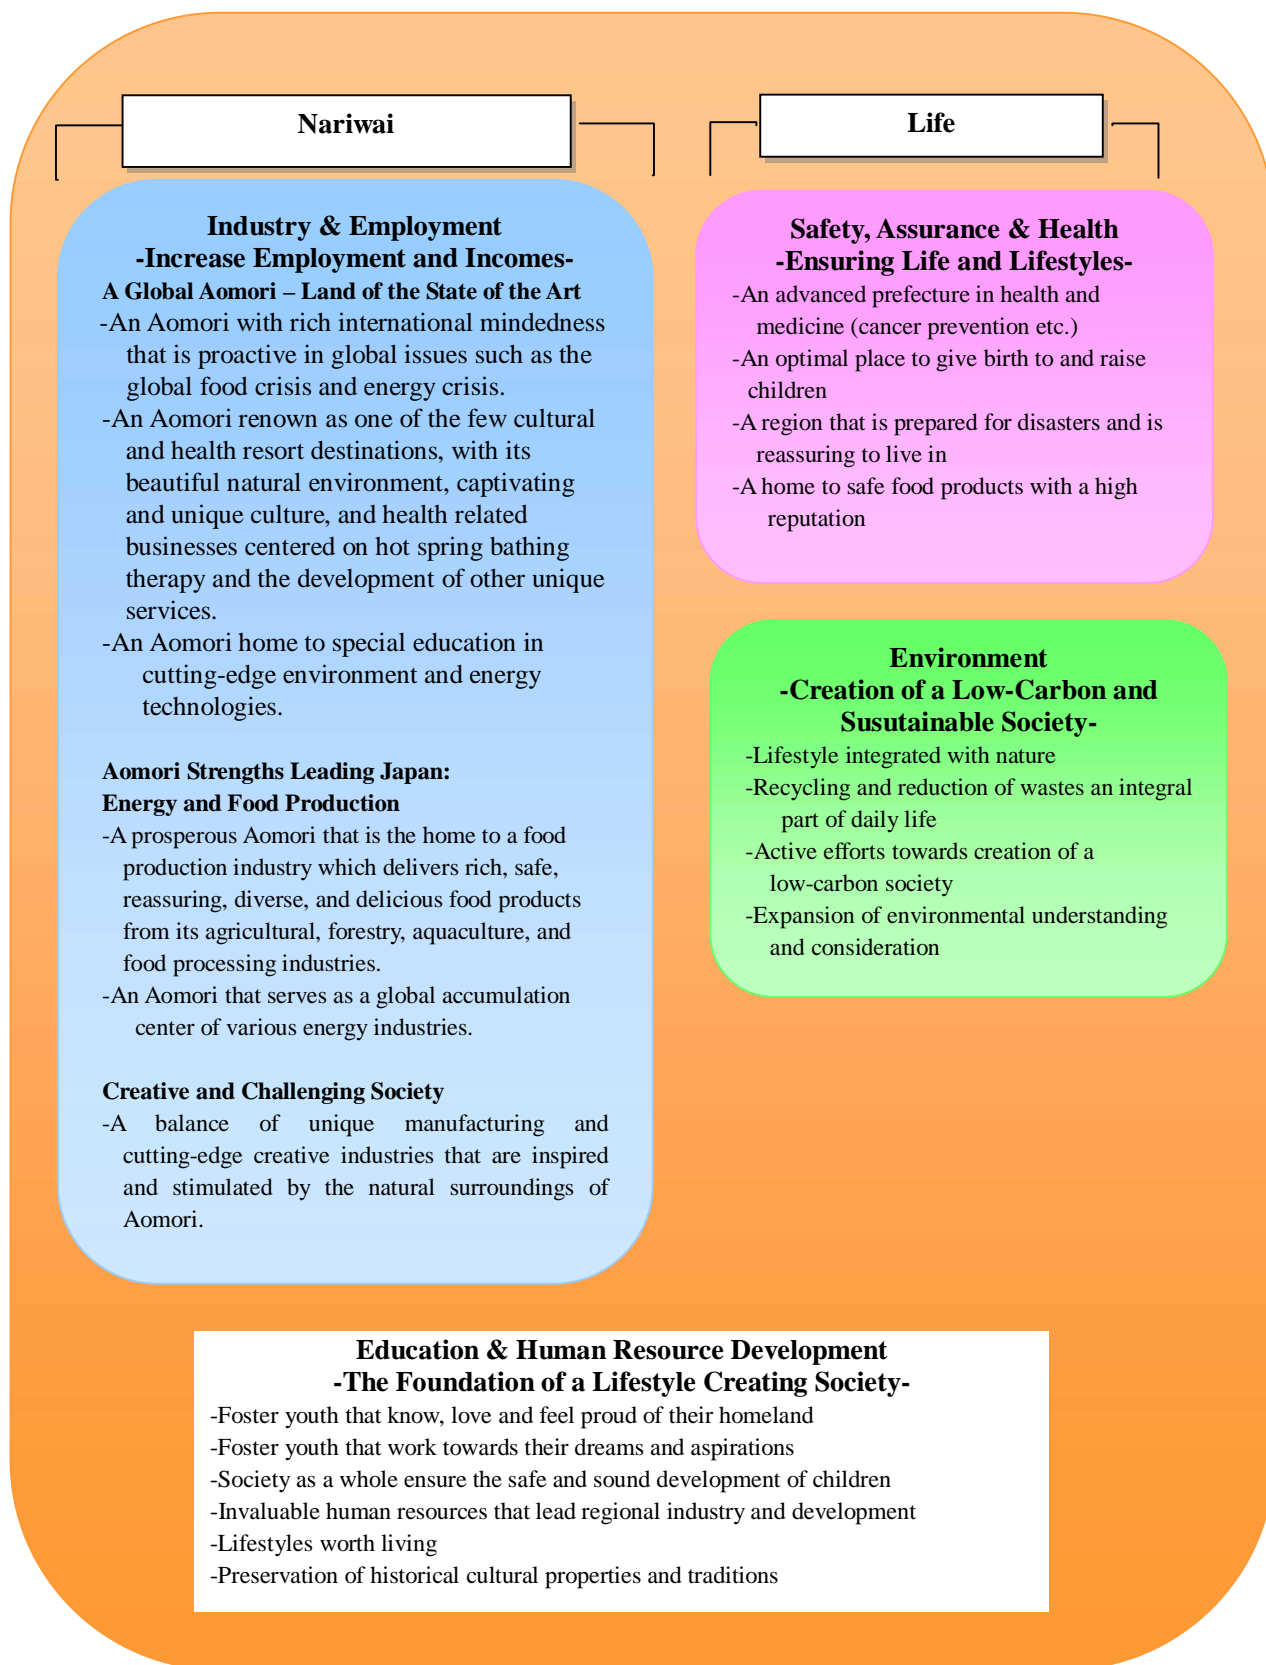 Nariwai
Industry & Employment
-Increase Employment and Incomes-
A Global Aomori – Land of the State of the Art
-An Aomori with rich international mindedness
that is proactive in global issues such as the
global food crisis and energy crisis.
-An Aomori renown as one of the few cultural
and health resort destinations, with its
beautiful natural environment, captivating
and unique culture, and health related
businesses centered on hot spring bathing
therapy and the development of other unique
services.
-An Aomori home to special education in
cutting-edge environment and energy
technologies.
Aomori Strengths Leading Japan:
Energy and Food Production
-A prosperous Aomori that is the home to a food
production industry which delivers rich, safe,
reassuring, diverse, and delicious food products
from its agricultural, forestry, aquaculture, and
food processing industries.
-An Aomori that serves as a global accumulation
center of various energy industries.
Creative and Challenging Society
-A balance of unique manufacturing and
cutting-edge creative industries that are inspired
and stimulated by the natural surroundings of
Aomori.
Life
Safety, Assurance & Health
-Ensuring Life and Lifestyles-
-An advanced prefecture in health and
medicine (cancer prevention etc.)
-An optimal place to give birth to and raise
children
-A region that is prepared for disasters and is
reassuring to live in
-A home to safe food products with a high
reputation
Environment
-Creation of a Low-Carbon and
Susutainable Society-
-Lifestyle integrated with nature
-Recycling and reduction of wastes an integral
part of daily life
-Active efforts towards creation of a
low-carbon society
-Expansion of environmental understanding
and consideration
Education & Human Resource Development
-The Foundation of a Lifestyle Creating Society-
-Foster youth that know, love and feel proud of their homeland
-Foster youth that work towards their dreams and aspirations
-Society as a whole ensure the safe and sound development of children
-Invaluable human resources that lead regional industry and development
-Lifestyles worth living
-Preservation of historical cultural properties and traditions